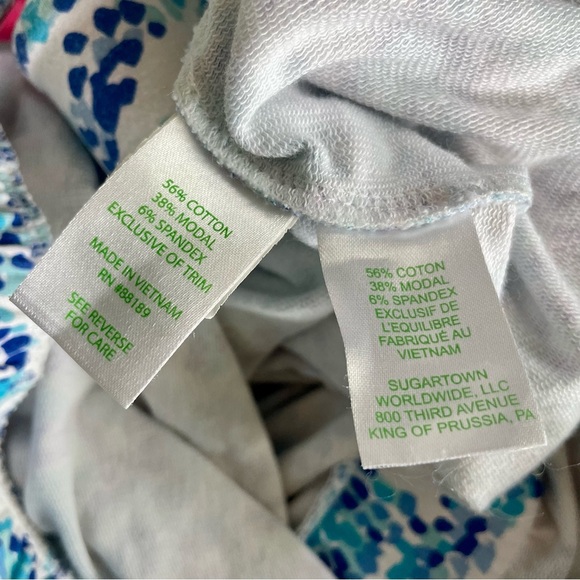 56% COTTON
38% MODAL
6% SPANDEX
EXCLUSIVE OF TRIM
MADE IN VIETNAM
RN #88189
SEE REVERSE
FOR CARE
56% COTON
38% MODAL
6% SPANDEX
EXCLUSIF DE
L'EQUILIBRE
FABRIQUÉ AU
VIETNAM
SUGARTOWN
WORLDWIDE, LLC
800 THIRD AVENUE
KING OF PRUSSIA, PA